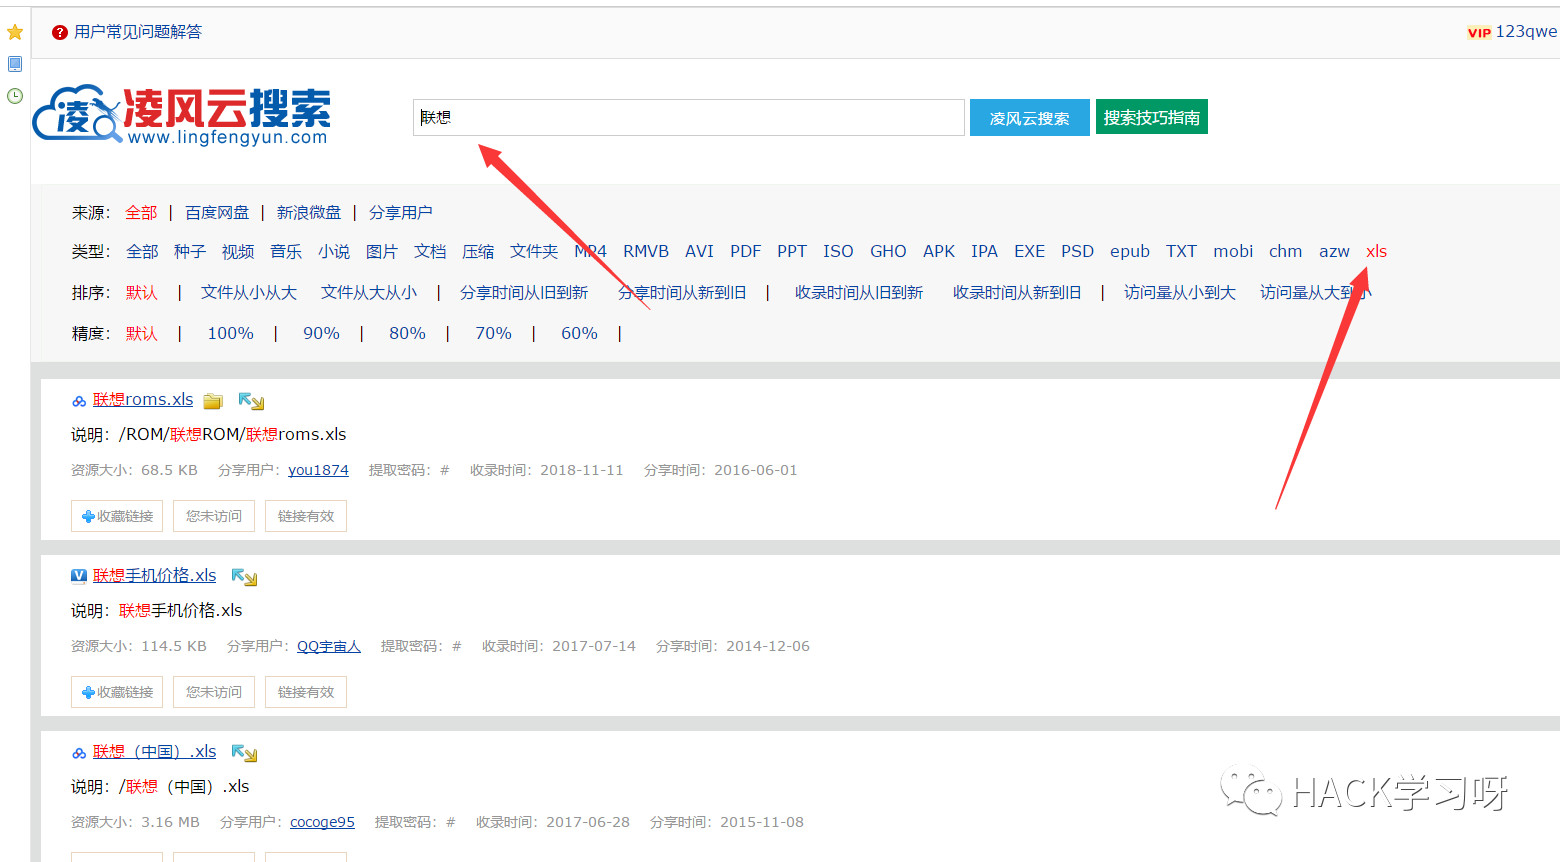 用户常见问题解答
VIP 123qwe
凌 凌风云搜索
www.lingfengyun.com
联想
凌风云搜索
搜索技巧指南
来源： 全部 | 百度网盘 | 新浪微盘 | 分享用户
类型： 全部 种子 视频 音乐 小说 图片 文档 压缩 文件夹 MP4 RMVB AVI PDF PPT ISO GHO APK IPA EXE PSD epub TXT mobi chm azw xls
排序： 默认 | 文件从小从大 文件从大从小 | 分享时间从旧到新 分享时间从新到旧 | 收录时间从旧到新 收录时间从新到旧 | 访问量从小到大 访问量从大到小
精度： 默认 | 100% | 90% | 80% | 70% | 60% |
联想roms.xls
说明：/ROM/联想ROM/联想roms.xls
资源大小：68.5 KB 分享用户：you1874 提取密码：# 收录时间：2018-11-11 分享时间：2016-06-01
收藏链接 您未访问 链接有效
联想手机价格.xls
说明：联想手机价格.xls
资源大小：114.5 KB 分享用户：QQ宇宙人 提取密码：# 收录时间：2017-07-14 分享时间：2014-12-06
收藏链接 您未访问 链接有效
联想（中国）.xls
说明：/联想（中国）.xls
资源大小：3.16 MB 分享用户：cocoge95 提取密码：# 收录时间：2017-06-28 分享时间：2015-11-08
HACK学习呀